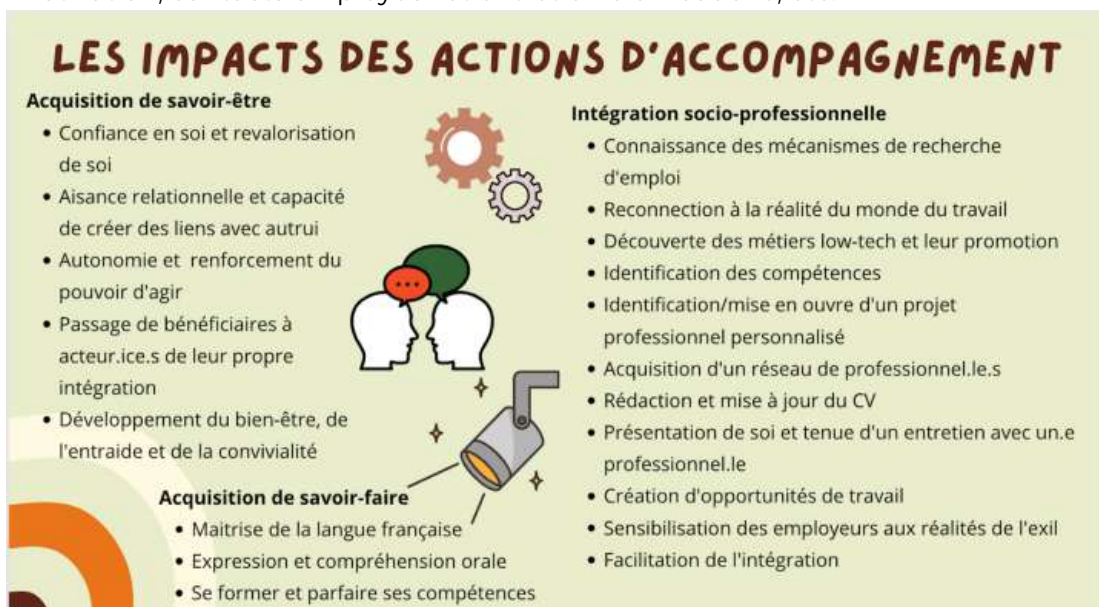 LES IMPACTS DES ACTIONS D'ACCOMPAGNEMENT
Acquisition de savoir-être
• Confiance en soi et revalorisation
de soi
• Aisance relationnelle et capacité
de créer des liens avec autrui
• Autonomie et renforcement du
pouvoir d'agir
• Passage de bénéficiaires à
acteur.ice.s de leur propre
intégration
• Développement du bien-être, de
l'entraide et de la convivialité
Acquisition de savoir-faire
• Maitrise de la langue française
• Expression et compréhension orale
• Se former et parfaire ses compétences
Intégration socio-professionnelle
• Connaissance des mécanismes de recherche
d'emploi
• Reconnection à la réalité du monde du travail
• Découverte des métiers low-tech et leur promotion
• Identification des compétences
• Identification/mise en ouvre d'un projet
professionnel personnalisé
• Acquisition d'un réseau de professionnel.le.s
• Rédaction et mise à jour du CV
• Présentation de soi et tenue d'un entretien avec un.e
professionnel.le
• Création d'opportunités de travail
• Sensibilisation des employeurs aux réalités de l'exil
• Facilitation de l'intégration